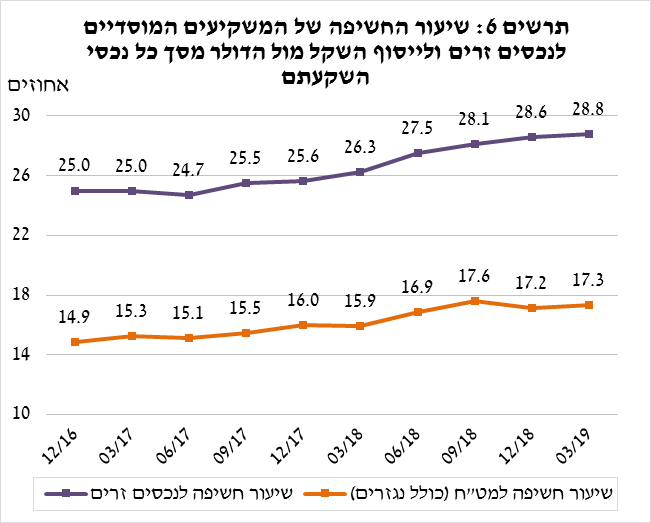 תרשים 6: שיעור החשיפה של המשקיעים המוסדיים
לנכסים זרים ולייסוף השקל מול הדולר מסך כל נכסי
השקעתם
אחוזים
30
26
22
18
14
10
25.0 25.0 24.7 25.5 25.6 26.3 27.5 28.1 28.6 28.8
14.9 15.3 15.1 15.5 16.0 15.9 16.9 17.6 17.2 17.3
12/16 03/17 06/17 09/17 12/17 03/18 06/18 09/18 12/18 03/19
שיעור חשיפה למט"ח (כולל נגזרים) שיעור חשיפה לנכסים זרים